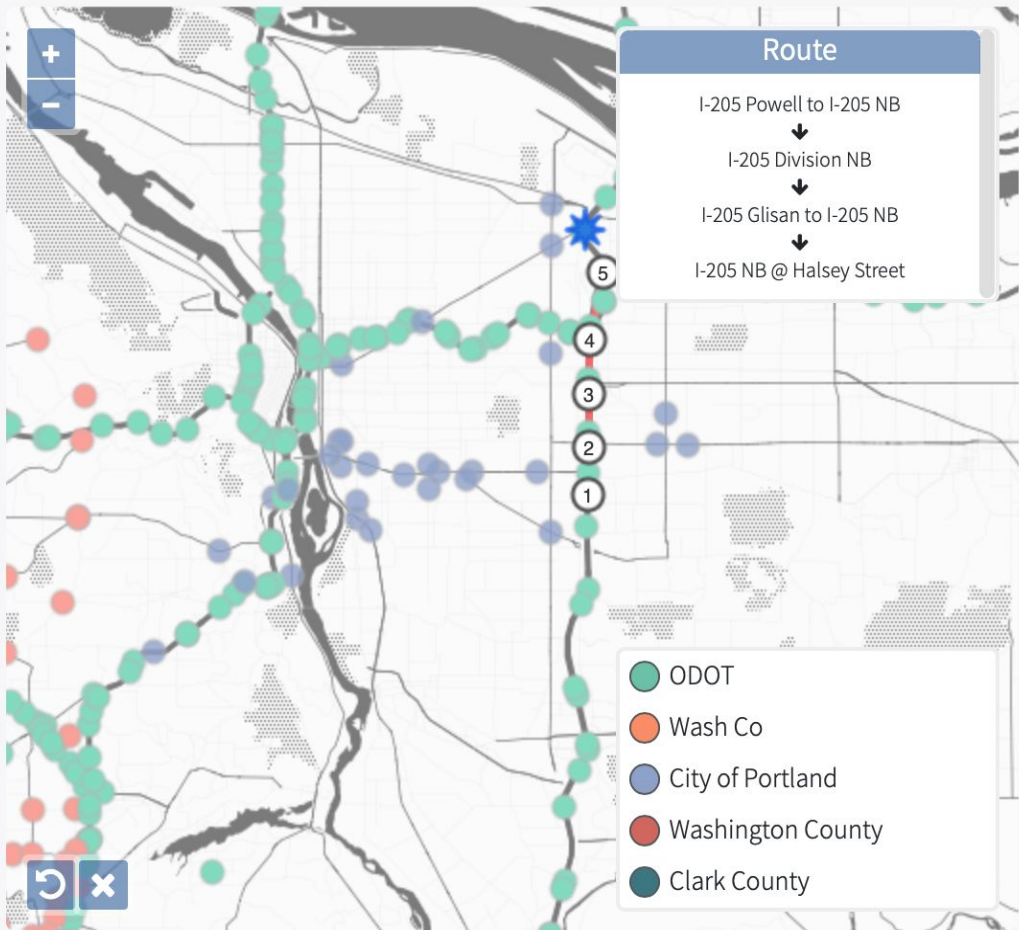 +
−
Route
I-205 Powell to I-205 NB
I-205 Division NB
I-205 Glisan to I-205 NB
I-205 NB @ Halsey Street
5
4
3
2
1
ODOT
Wash Co
City of Portland
Washington County
Clark County